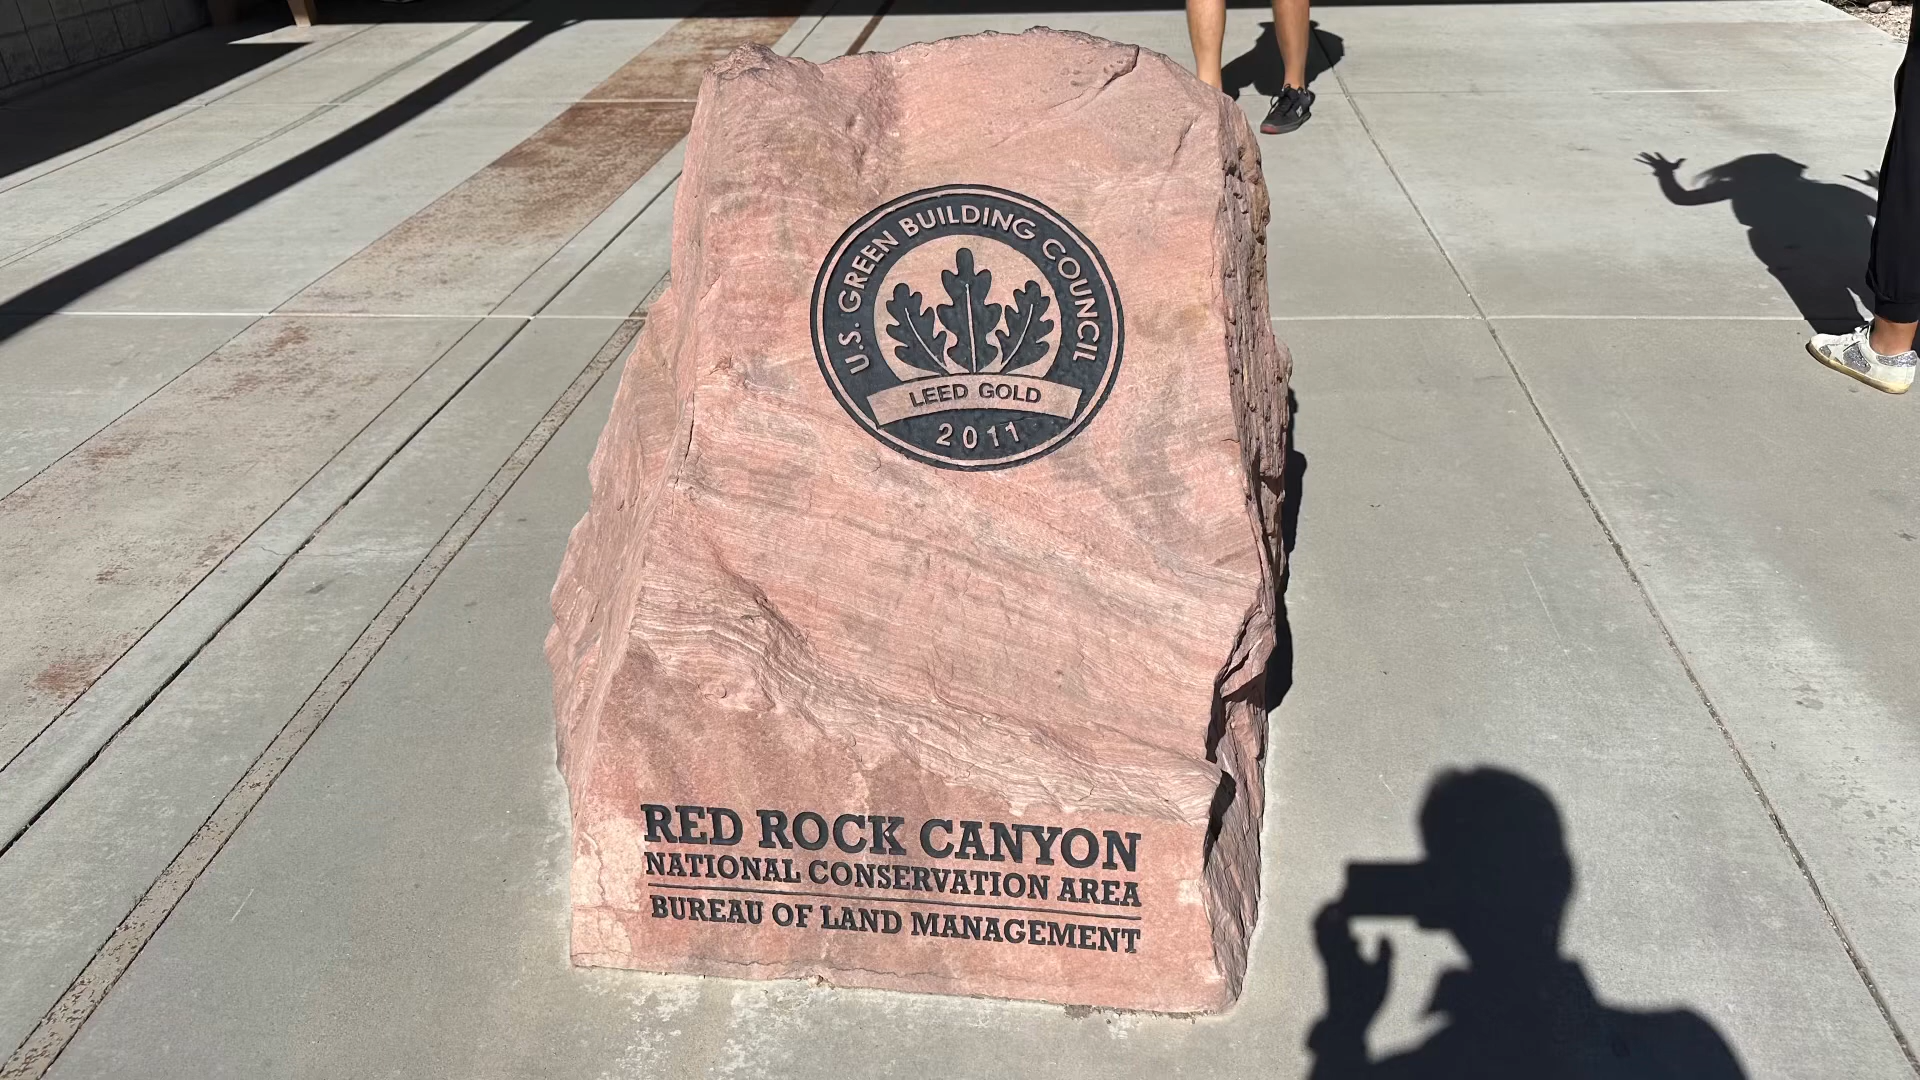 U.S. GREEN BUILDING COUNCIL
LEED GOLD
2011
RED ROCK CANYON
NATIONAL CONSERVATION AREA
BUREAU OF LAND MANAGEMENT